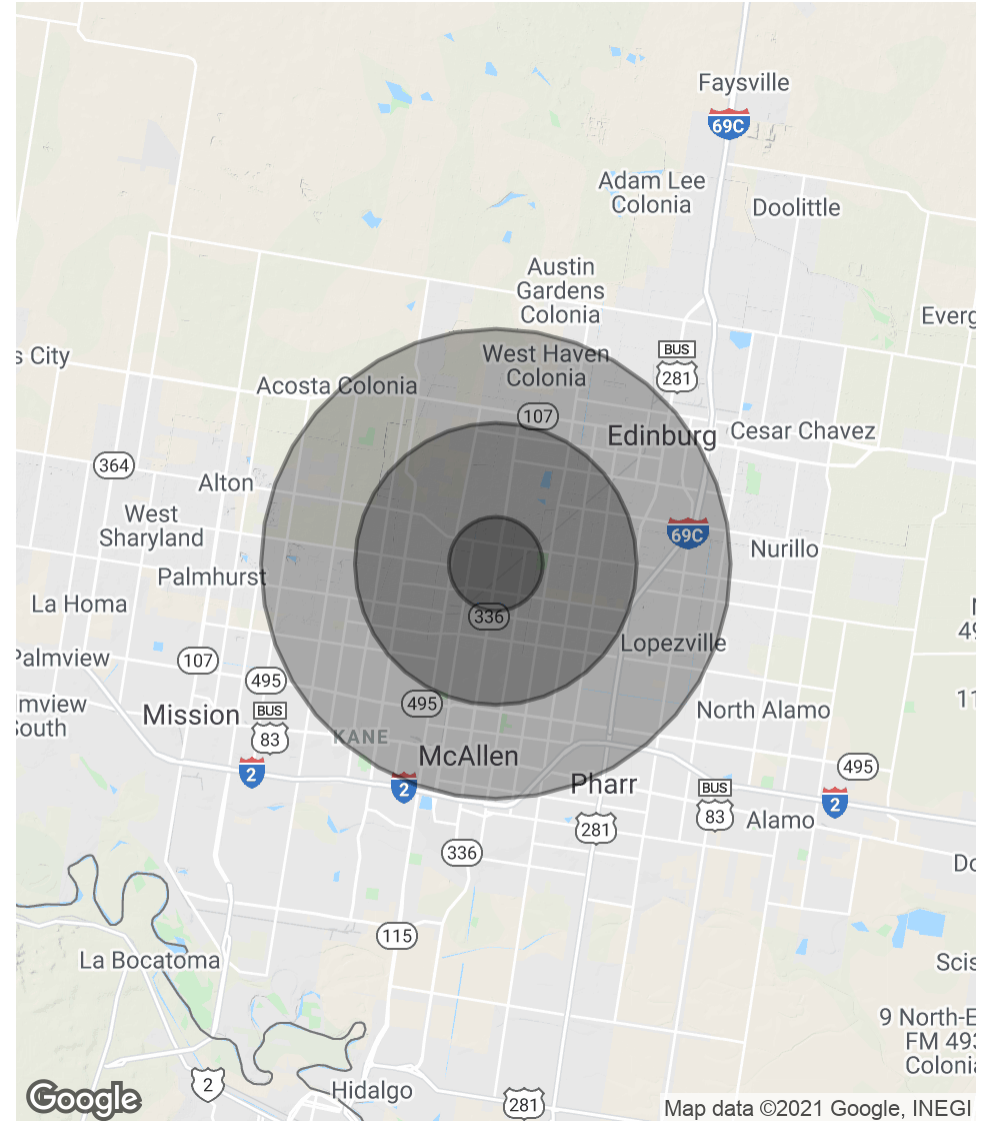 Faysville
69C
Adam Lee
Colonia
Doolittle
Austin
Gardens
Colonia
Everg
s City
West Haven
Colonia
BUS
281
Acosta Colonia
107
Edinburg
Cesar Chavez
364
Alton
West
Sharyland
69C
Nurillo
Palmhurst
La Homa
336
49
Lopezville
Palmview
107
495
mview
South
Mission
BUS
83
495
North Alamo
11
KANE
McAllen
2
2
Pharr
495
BUS
83
2
Alamo
281
336
Do
115
La Bocatoma
Scis
9 North-E
FM 493
Colonia
2
Hidalgo
281
Google
Map data ©2021 Google, INEGI